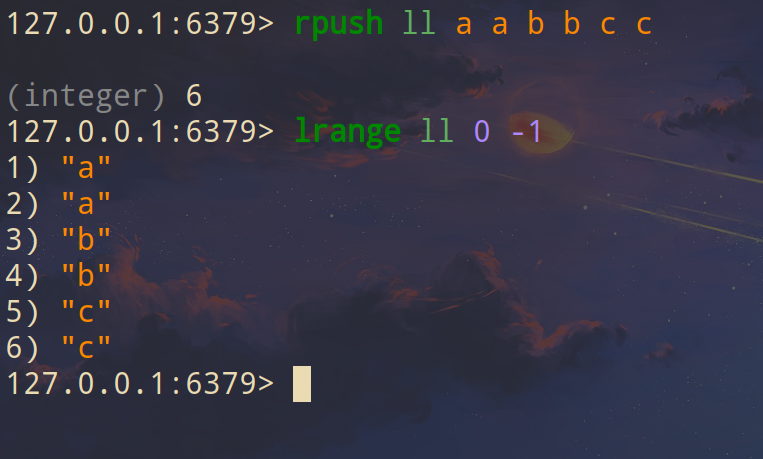 127.0.0.1:6379> rpush ll a a b b c c
(integer) 6
127.0.0.1:6379> lrange ll 0 -1
1) "a"
2) "a"
3) "b"
4) "b"
5) "c"
6) "c"
127.0.0.1:6379>